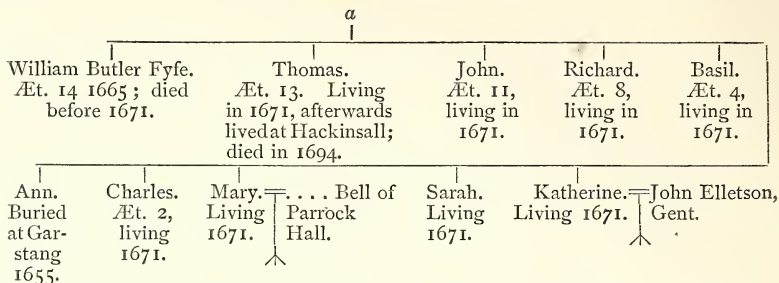 a
William Butler Fyfe.
Æt. 14 1665 ; died
before 1671.
Thomas.
Æt. 13. Living
in 1671, afterwards
lived at Hackinsall;
died in 1694.
John.
Æt. 11,
living in
1671.
Richard.
Æt. 8,
living in
1671.
Basil.
Æt. 4,
living in
1671.
Ann.
Buried
at Gar-
stang
1655.
Charles.
Æt. 2,
living
1671.
Mary.
Living
1671.
.... Bell of
Parrock
Hall.
Sarah.
Living
1671.
Katherine.
Living 1671.
John Elletson,
Gent.